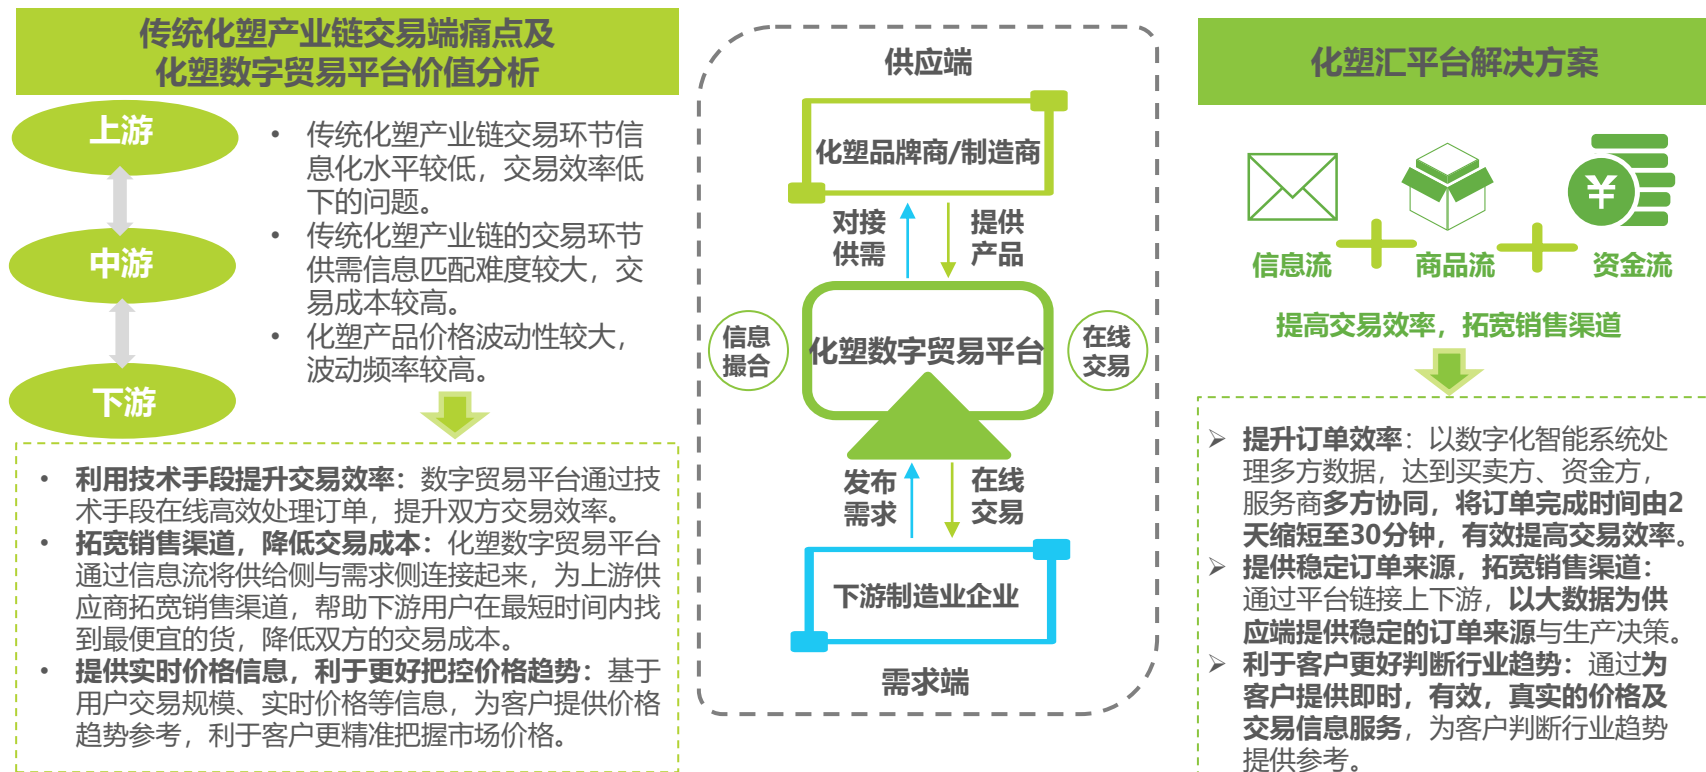 传统化塑产业链交易端痛点及
化塑数字贸易平台价值分析
上游
中游
下游
• 传统化塑产业链交易环节信
息化水平较低，交易效率低
下的问题。
• 传统化塑产业链的交易环节
供需信息匹配难度较大，交
易成本较高。
• 化塑产品价格波动性较大，
波动频率较高。
• 利用技术手段提升交易效率：数字贸易平台通过技
术手段在线高效处理订单，提升双方交易效率。
• 拓宽销售渠道，降低交易成本：化塑数字贸易平台
通过信息流将供给侧与需求侧连接起来，为上游供
应商拓宽销售渠道，帮助下游用户在最短时间内找
到最便宜的货，降低双方的交易成本。
• 提供实时价格信息，利于更好把控价格趋势：基于
用户交易规模、实时价格等信息，为客户提供价格
趋势参考，利于客户更精准把握市场价格。
供应端
化塑品牌商/制造商
对接
供需
提供
产品
信息
撮合
化塑数字贸易平台
在线
交易
发布
需求
在线
交易
下游制造业企业
需求端
化塑汇平台解决方案
¥
信息流
商品流
资金流
提高交易效率，拓宽销售渠道
➢ 提升订单效率：以数字化智能系统处
理多方数据，达到买卖方、资金方，
服务商多方协同，将订单完成时间由2
天缩短至30分钟，有效提高交易效率。
➢ 提供稳定订单来源，拓宽销售渠道：
通过平台链接上下游，以大数据为供
应端提供稳定的订单来源与生产决策。
➢ 利于客户更好判断行业趋势：通过为
客户提供即时，有效，真实的价格及
交易信息服务，为客户判断行业趋势
提供参考。